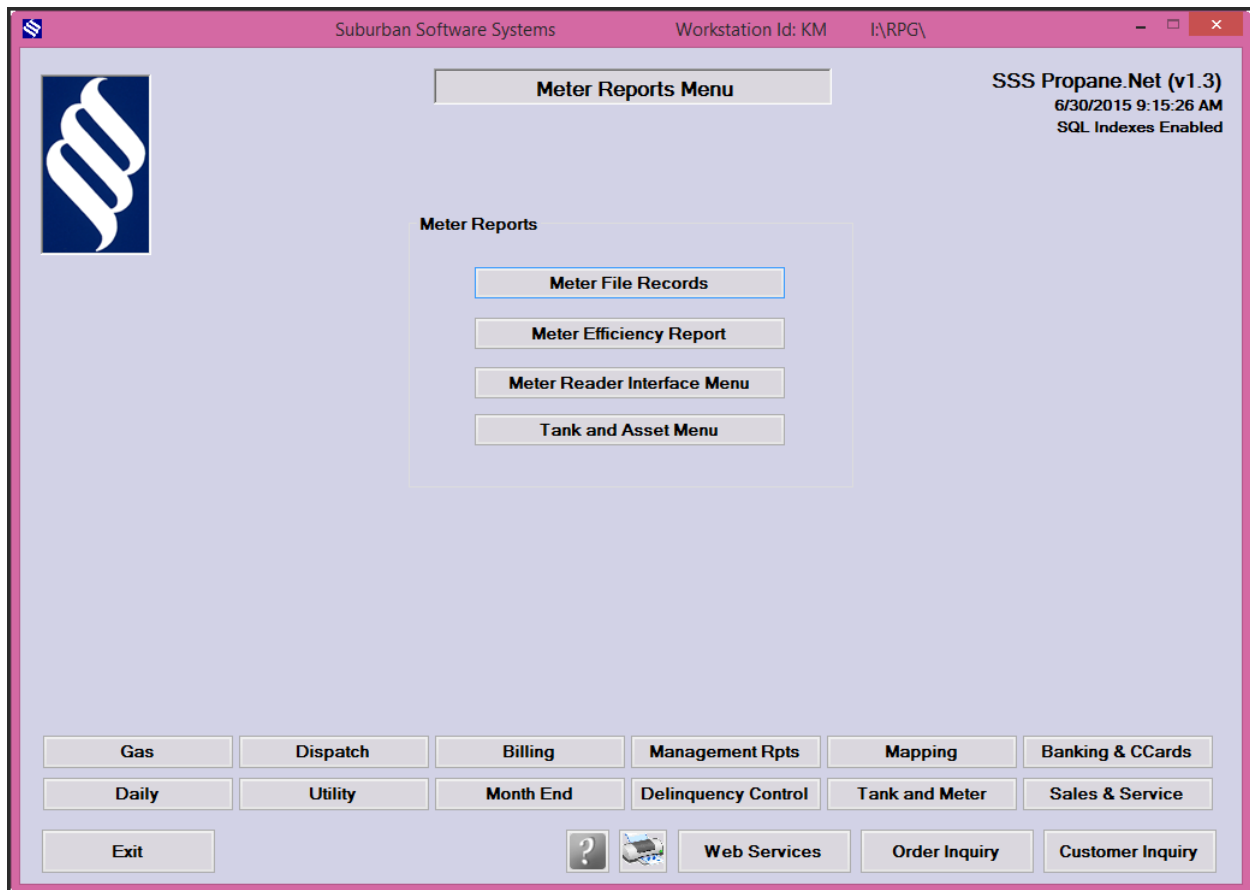 Suburban Software Systems Workstation Id: KM I:\RPG\
Meter Reports Menu
SSS Propane.Net (v1.3)
6/30/2015 9:15:26 AM
SQL Indexes Enabled
Meter Reports
Meter File Records
Meter Efficiency Report
Meter Reader Interface Menu
Tank and Asset Menu
Gas Dispatch Billing Management Rpts Mapping Banking & CCards
Daily Utility Month End Delinquency Control Tank and Meter Sales & Service
Exit ? Web Services Order Inquiry Customer Inquiry